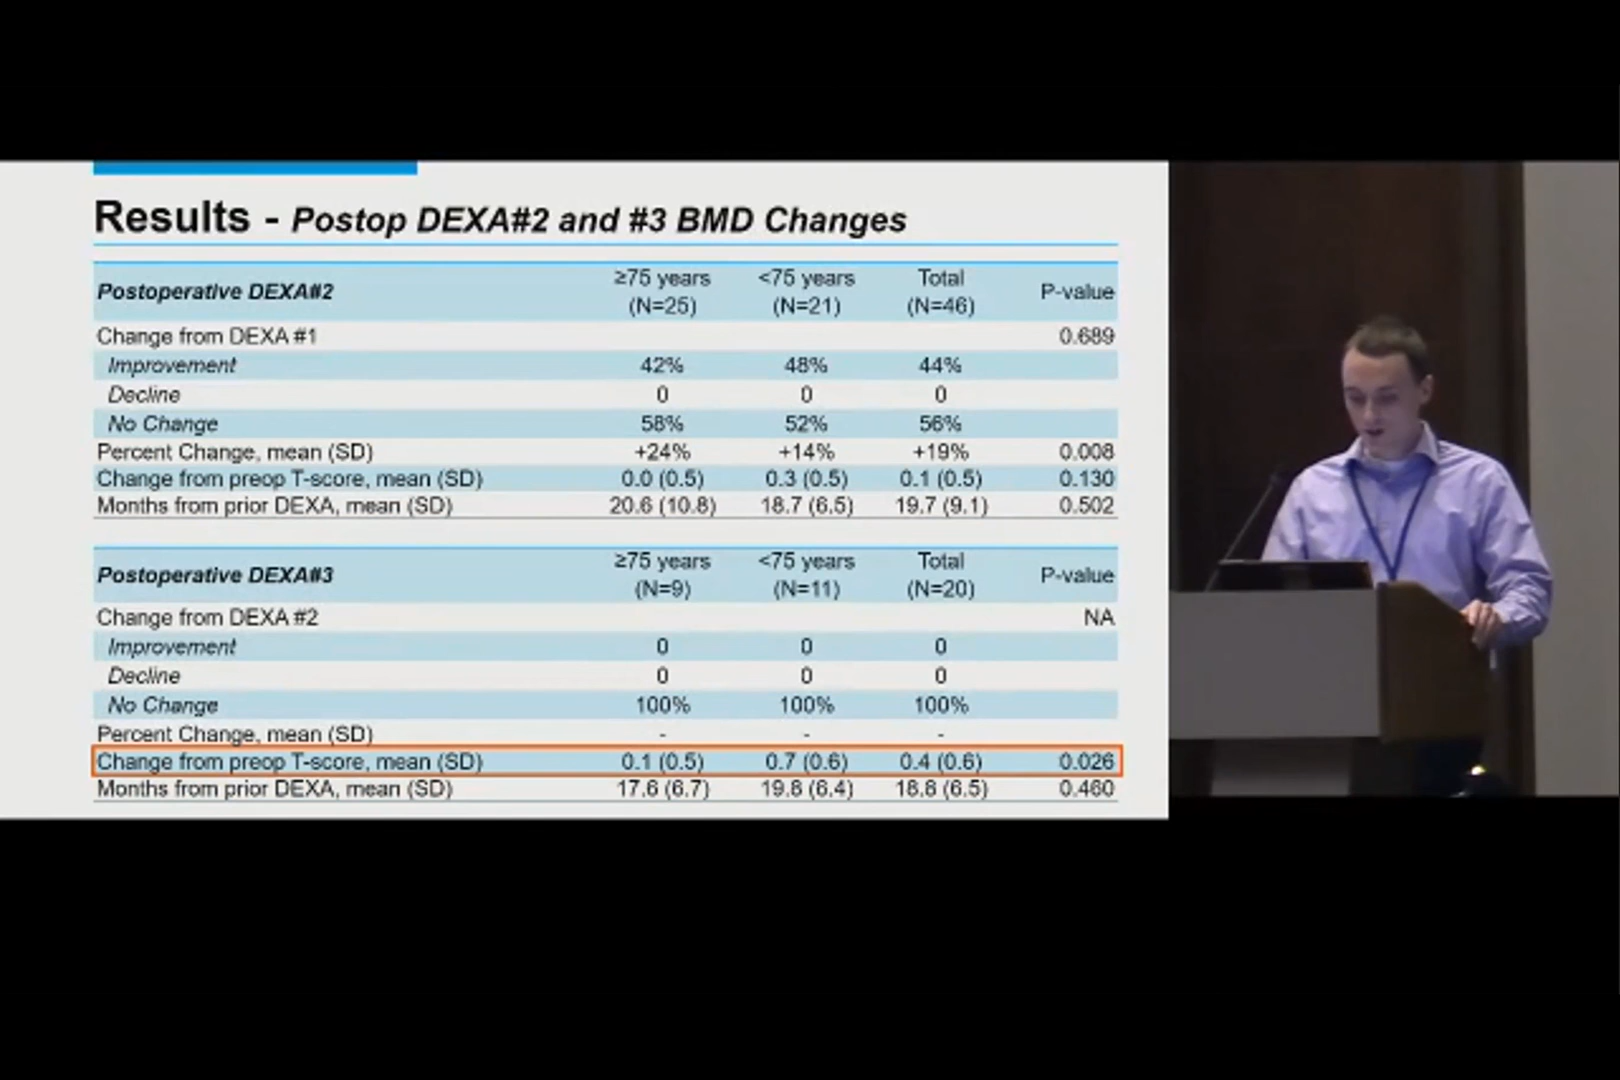 Results - Postop DEXA#2 and #3 BMD Changes
Postoperative DEXA#2 ≥75 years (N=25) <75 years (N=21) Total (N=46) P-value
Change from DEXA #1 0.689
Improvement 42% 48% 44%
Decline 0 0 0
No Change 58% 52% 56%
Percent Change, mean (SD) +24% +14% +19% 0.008
Change from preop T-score, mean (SD) 0.0 (0.5) 0.3 (0.5) 0.1 (0.5) 0.130
Months from prior DEXA, mean (SD) 20.6 (10.8) 18.7 (6.5) 19.7 (9.1) 0.502
Postoperative DEXA#3 ≥75 years (N=9) <75 years (N=11) Total (N=20) P-value
Change from DEXA #2 NA
Improvement 0 0 0
Decline 0 0 0
No Change 100% 100% 100%
Percent Change, mean (SD) - - -
Change from preop T-score, mean (SD) 0.1 (0.5) 0.7 (0.6) 0.4 (0.6) 0.026
Months from prior DEXA, mean (SD) 17.6 (6.7) 19.8 (6.4) 18.8 (6.5) 0.460